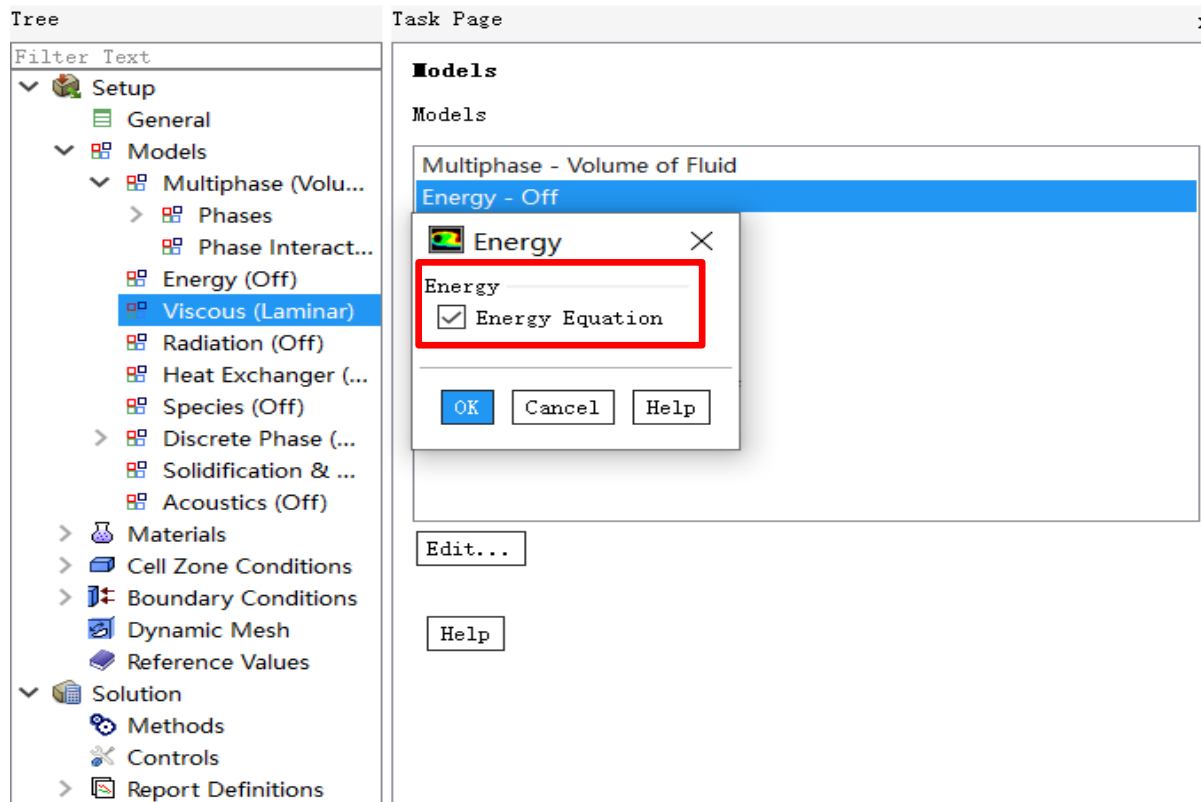 Tree
Filter Text
Setup
General
Models
Multiphase (Volu...
Phases
Phase Interact...
Energy (Off)
Viscous (Laminar)
Radiation (Off)
Heat Exchanger (...
Species (Off)
Discrete Phase (...
Solidification & ...
Acoustics (Off)
Materials
Cell Zone Conditions
Boundary Conditions
Dynamic Mesh
Reference Values
Solution
Methods
Controls
Report Definitions
Task Page
Models
Models
Multiphase - Volume of Fluid
Energy - Off
Energy
Energy
Energy Equation
OK
Cancel
Help
Edit...
Help